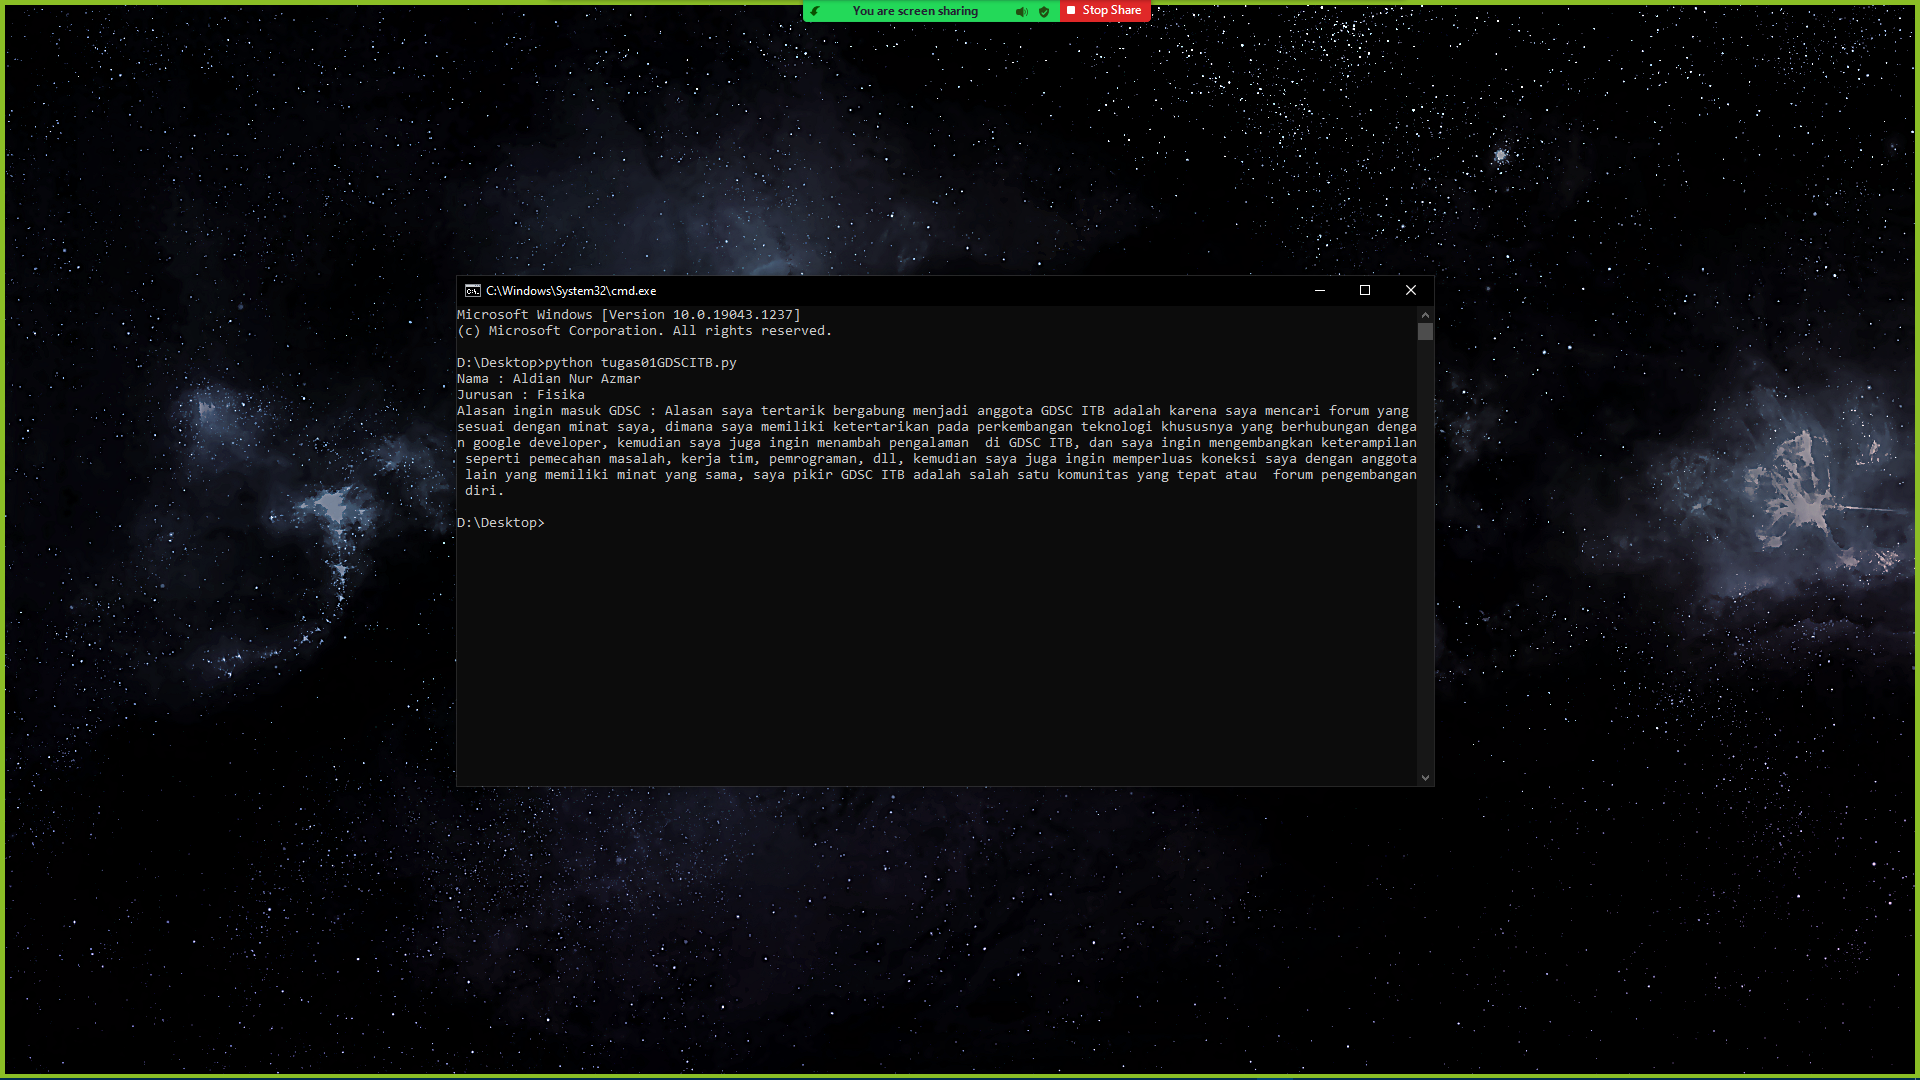 You are screen sharing
Stop Share
C:\Windows\System32\cmd.exe
Microsoft Windows [Version 10.0.19043.1237]
(c) Microsoft Corporation. All rights reserved.
D:\Desktop>python tugas01GDSCITB.py
Nama : Aldian Nur Azmar
Jurusan : Fisika
Alasan ingin masuk GDSC : Alasan saya tertarik bergabung menjadi anggota GDSC ITB adalah karena saya mencari forum yang
sesuai dengan minat saya, dimana saya memiliki ketertarikan pada perkembangan teknologi khususnya yang berhubungan denga
n google developer, kemudian saya juga ingin menambah pengalaman  di GDSC ITB, dan saya ingin mengembangkan keterampilan
 seperti pemecahan masalah, kerja tim, pemrograman, dll, kemudian saya juga ingin memperluas koneksi saya dengan anggota
 lain yang memiliki minat yang sama, saya pikir GDSC ITB adalah salah satu komunitas yang tepat atau  forum pengembangan
 diri.
D:\Desktop>